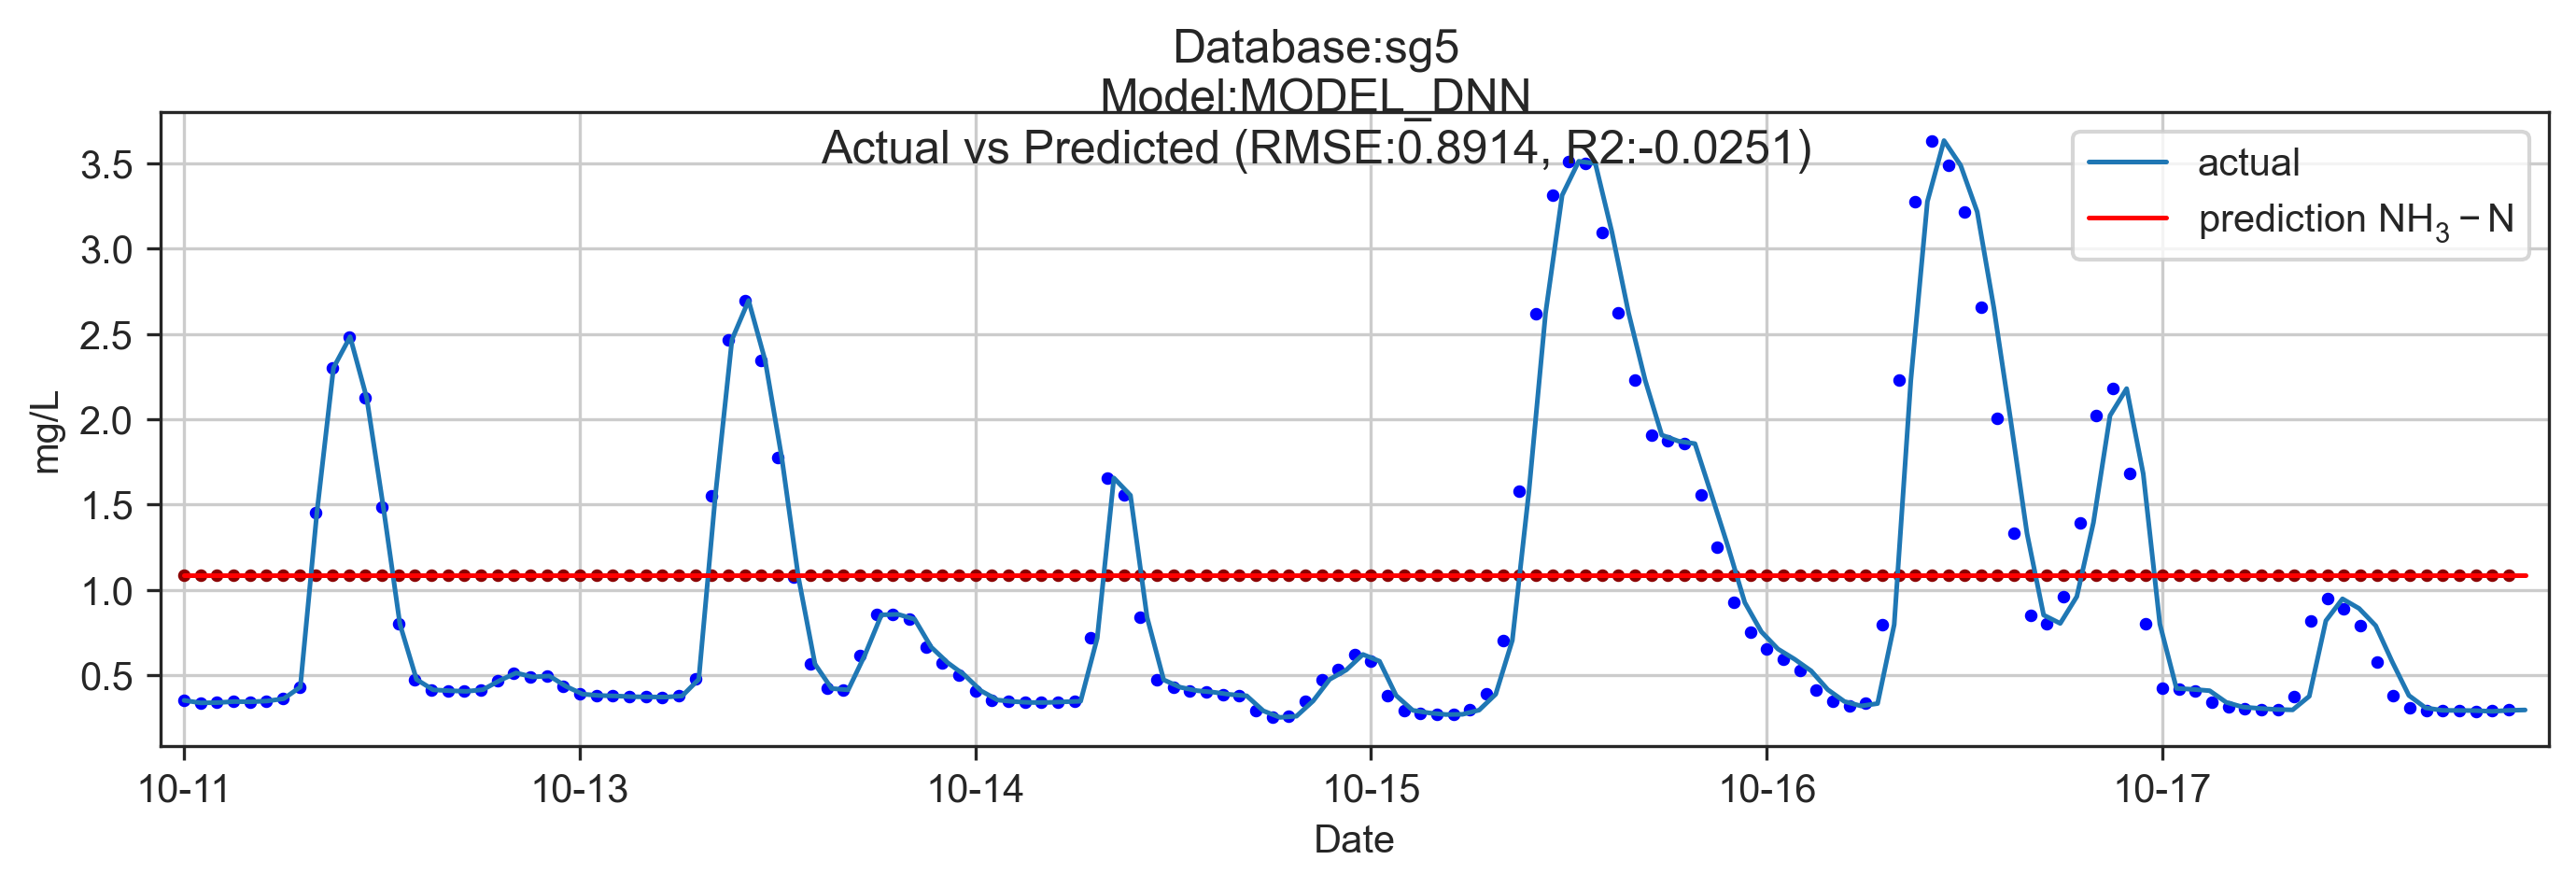 Database:sg5
Model:MODEL_DNN
Actual vs Predicted (RMSE:0.8914, R2:-0.0251)
actual
prediction NH₃ − N
3.5
3.0
2.5
2.0
1.5
1.0
0.5
mg/L
10-11 10-13 10-14 10-15 10-16 10-17
Date